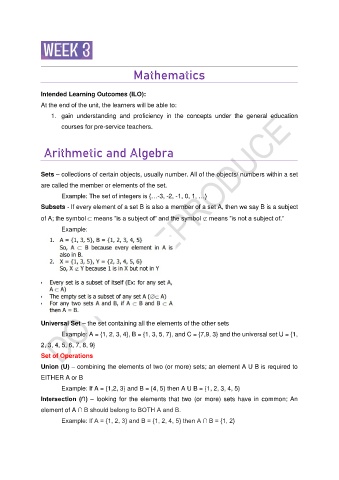 WEEK 3
Mathematics
Intended Learning Outcomes (ILO):
At the end of the unit, the learners will be able to:
1. gain understanding and proficiency in the concepts under the general education
courses for pre-service teachers.
Arithmetic and Algebra
Sets – collections of certain objects, usually number. All of the objects/ numbers within a set
are called the member or elements of the set.
Example: The set of integers is {…-3, -2, -1, 0, 1 ….}
Subsets - If every element of a set B is also a member of a set A, then we say B is a subject
of A; the symbol ⊂ means "is a subject of" and the symbol ⊄ means "is not a subject of."
Example:
1. A = {1, 3, 5}, B = {1, 2, 3, 4, 5}
So, A ⊂ B because every element in A is
also in B.
2. X = {1, 3, 5}, Y = {2, 3, 4, 5, 6}
So, X ⊄ Y because 1 is in X but not in Y
• Every set is a subset of itself (Ex: for any set A,
A ⊂ A)
• The empty set is a subset of any set A (∅⊂ A)
• For any two sets A and B, if A ⊂ B and B ⊂ A
then A = B.
Universal Set – the set containing all the elements of the other sets
Example: A = {1, 2, 3, 4}, B = {1, 3, 5, 7}, and C = {7,9, 3} and the universal set U = {1,
2, 3, 4, 5, 6, 7, 8, 9}
Set of Operations
Union (U) – combining the elements of two (or more) sets; an element A U B is required to
EITHER A or B
Example: If A = {1,2, 3} and B = {4, 5} then A U B = {1, 2, 3, 4, 5}
Intersection (∩) – looking for the elements that two (or more) sets have in common; An
element of A ∩ B should belong to BOTH A and B.
Example: If A = {1, 2, 3} and B = {1, 2, 4, 5} then A ∩ B = {1, 2}